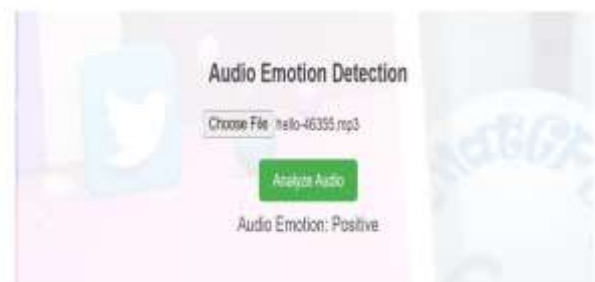 Audio Emotion Detection
Choose File hello-46355.mp3
Analyze Audio
Audio Emotion: Positive